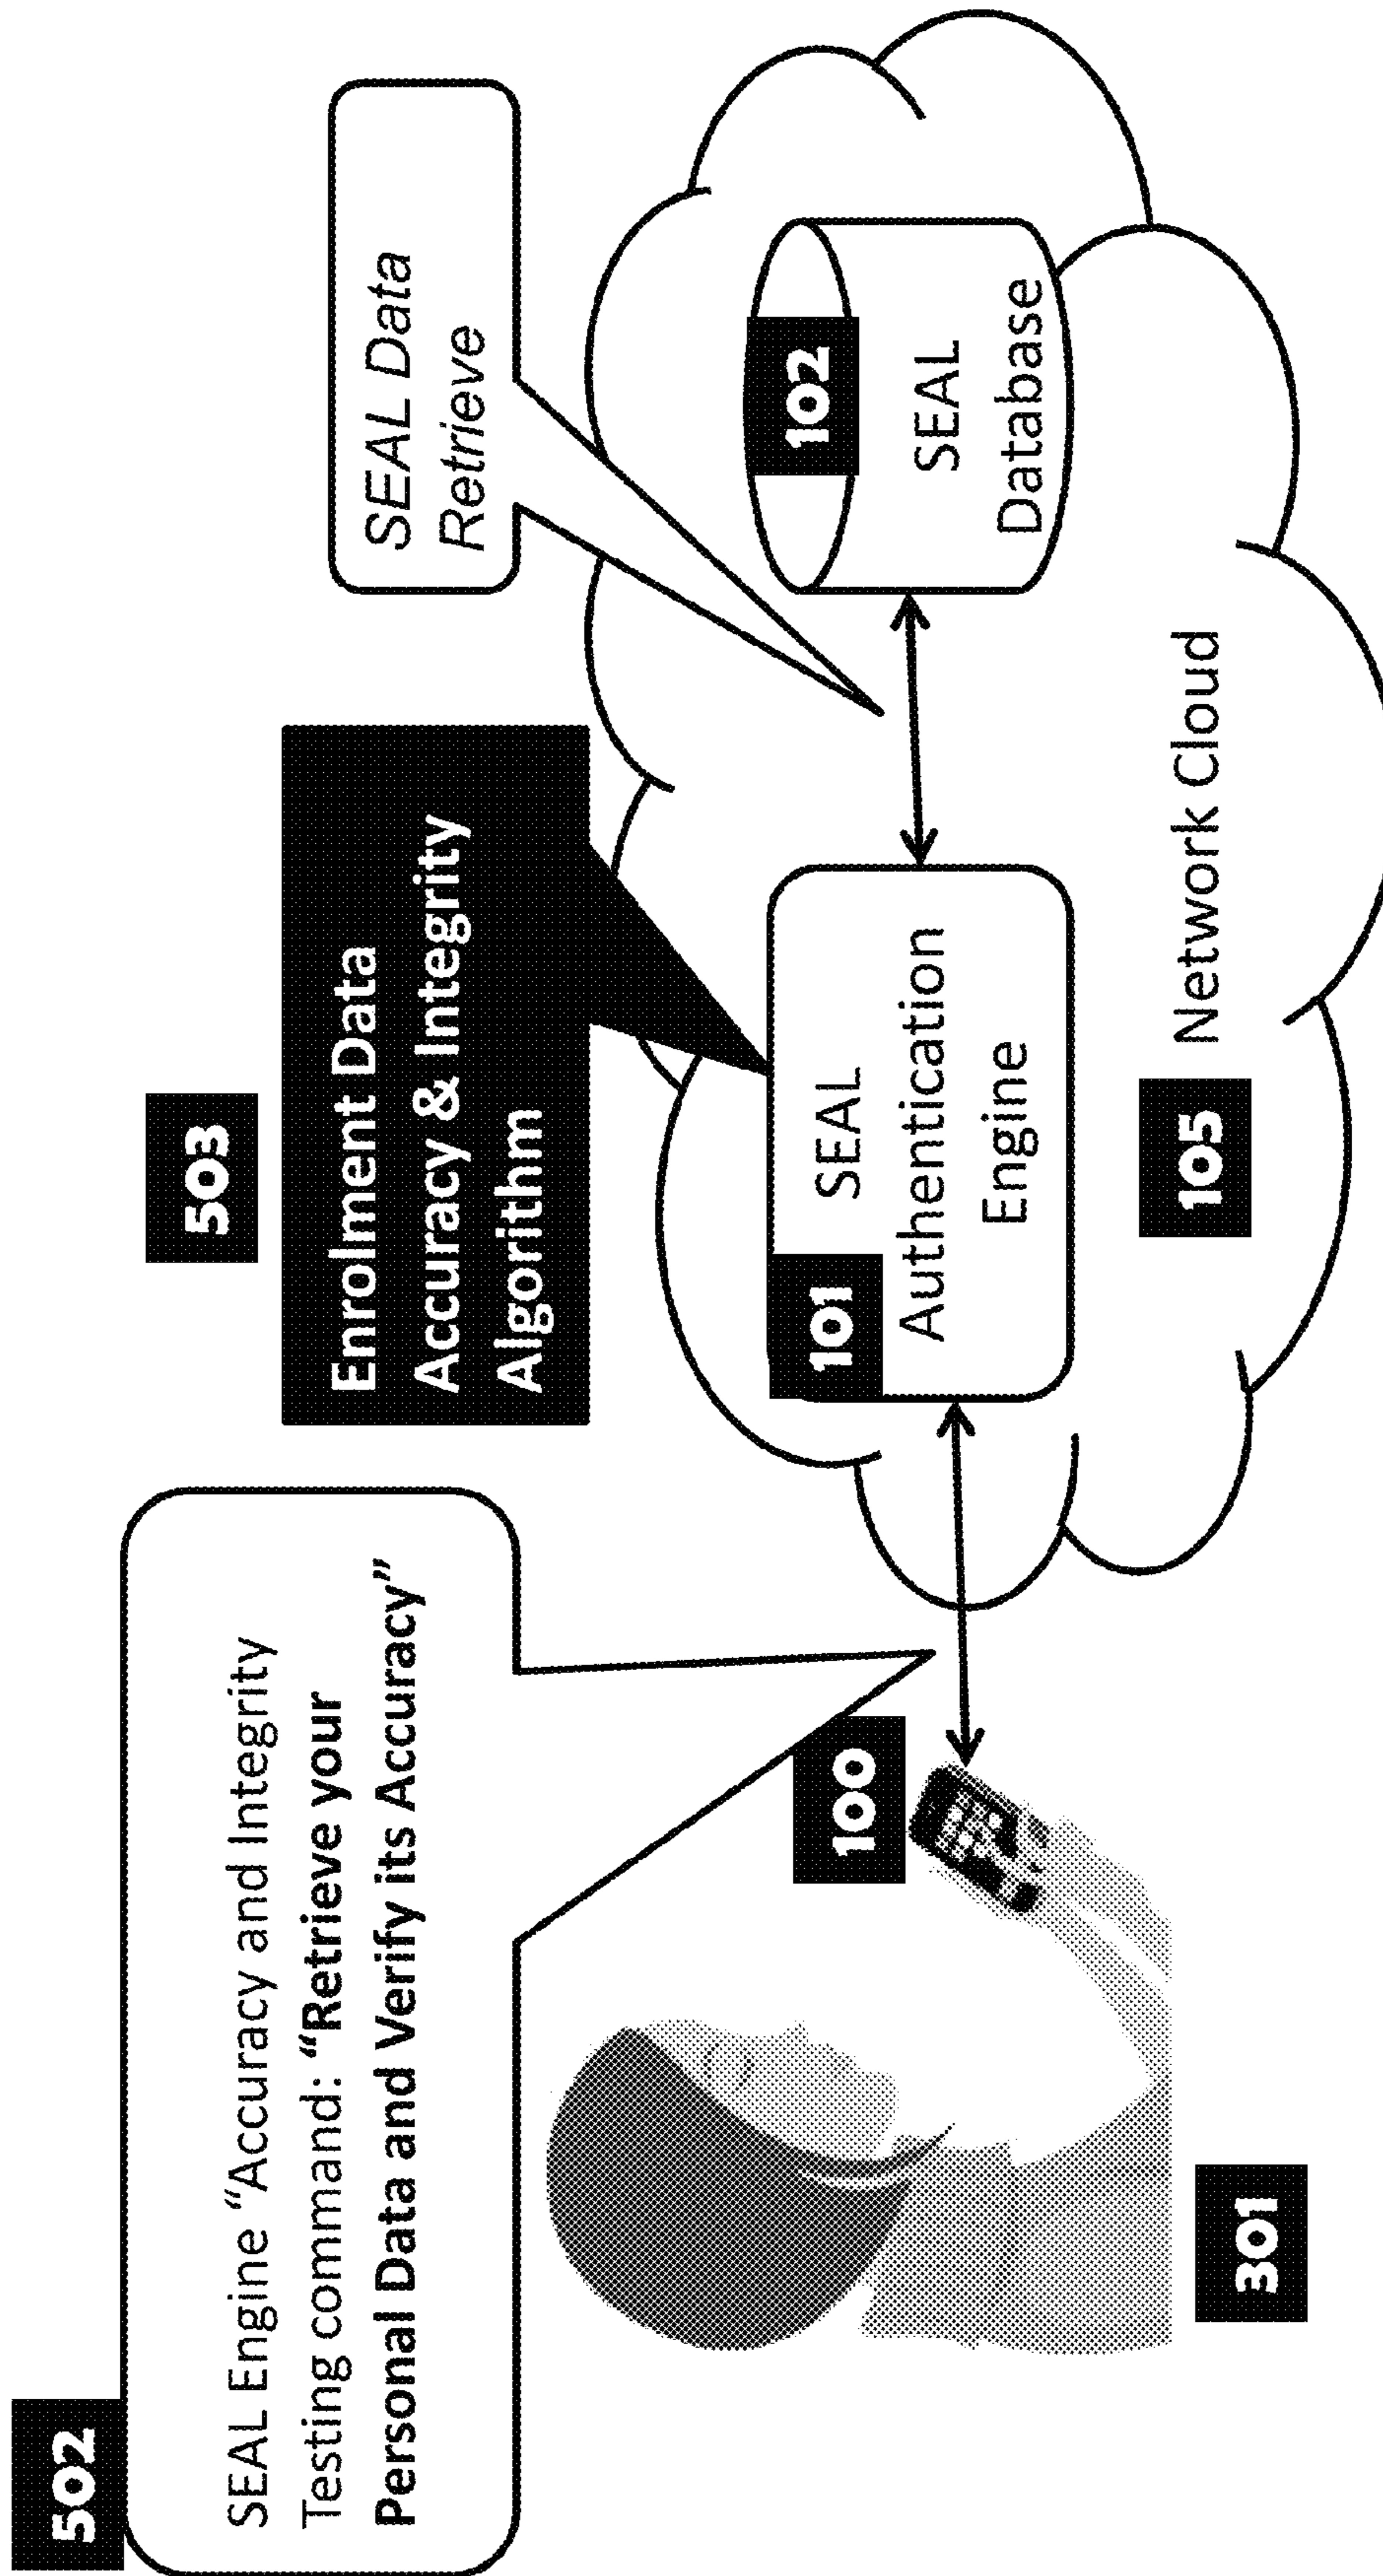 502
SEAL Engine “Accuracy and Integrity
Testing command: “Retrieve your
Personal Data and Verify its Accuracy”
503
Enrolment Data
Accuracy & Integrity
Algorithm
SEAL Data
Retrieve
100
301
101
SEAL
Authentication
Engine
102
SEAL
Database
105
Network Cloud